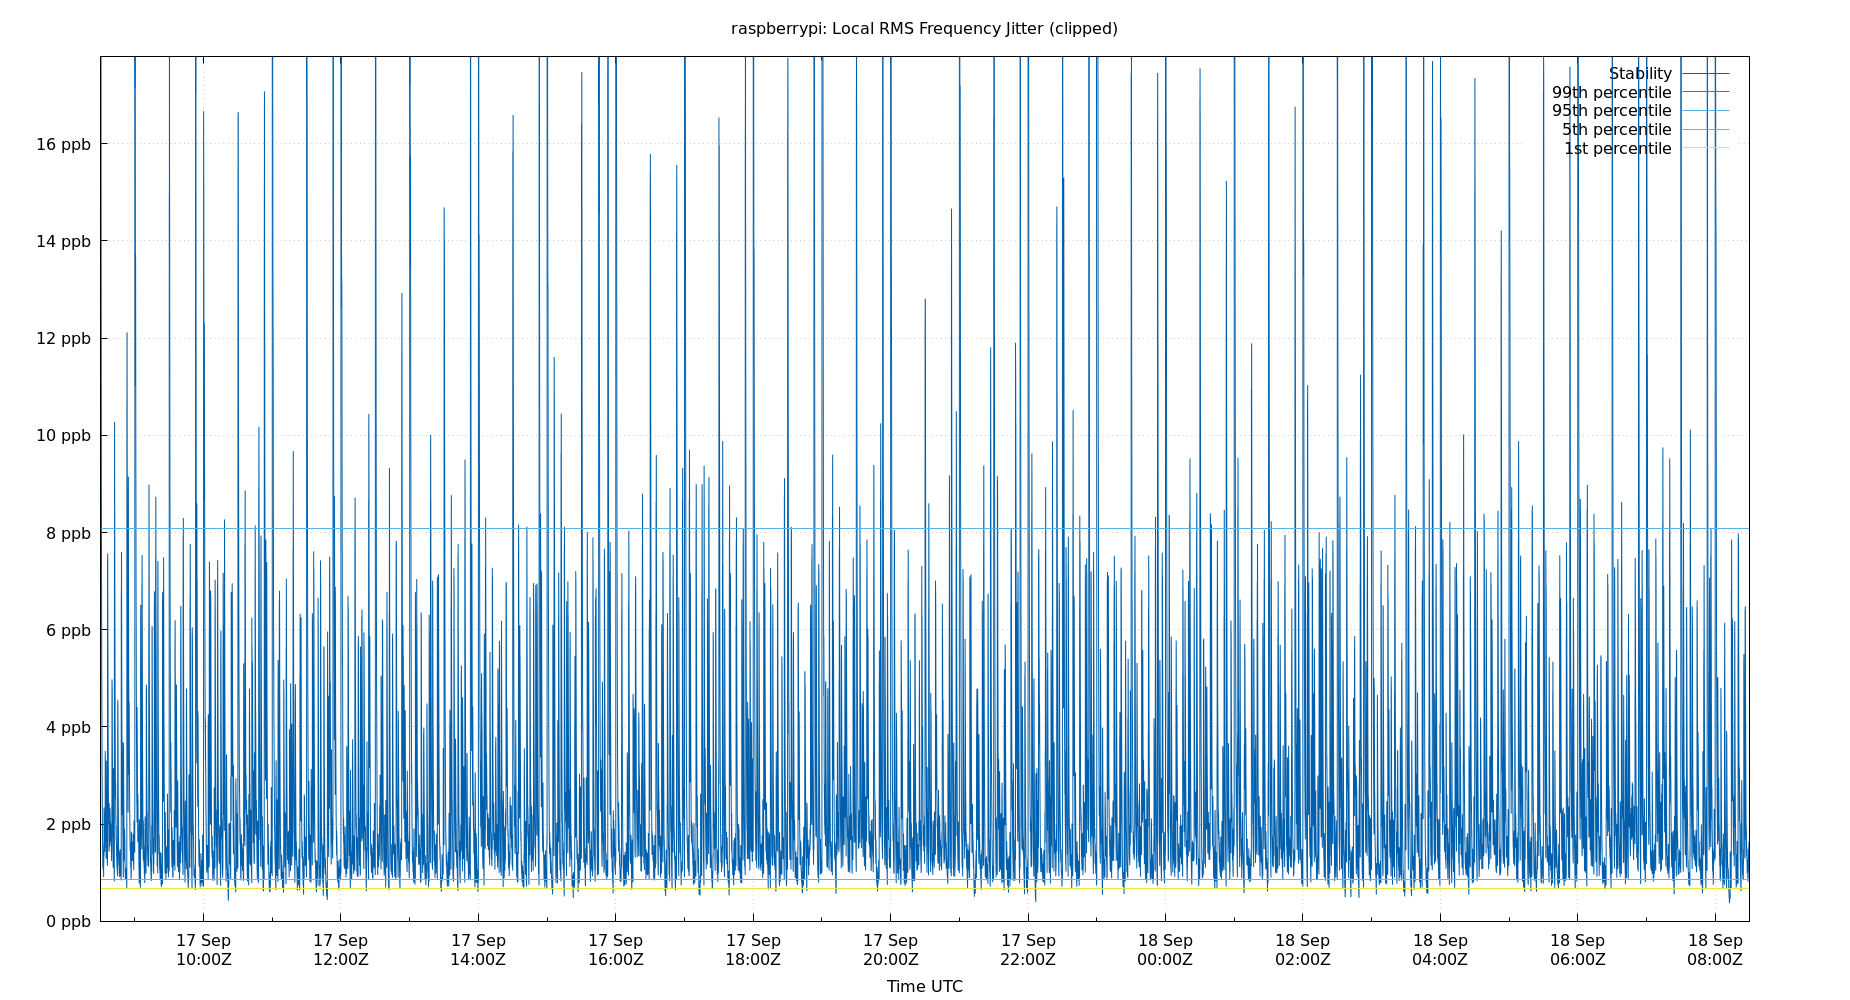 raspberrypi: Local RMS Frequency Jitter (clipped)
Stability
99th percentile
95th percentile
5th percentile
1st percentile
16 ppb
14 ppb
12 ppb
10 ppb
8 ppb
6 ppb
4 ppb
2 ppb
0 ppb
17 Sep 17 Sep 17 Sep 17 Sep 17 Sep 17 Sep 17 Sep 18 Sep 18 Sep 18 Sep 18 Sep 18 Sep
10:00Z 12:00Z 14:00Z 16:00Z 18:00Z 20:00Z 22:00Z 00:00Z 02:00Z 04:00Z 06:00Z 08:00Z
Time UTC